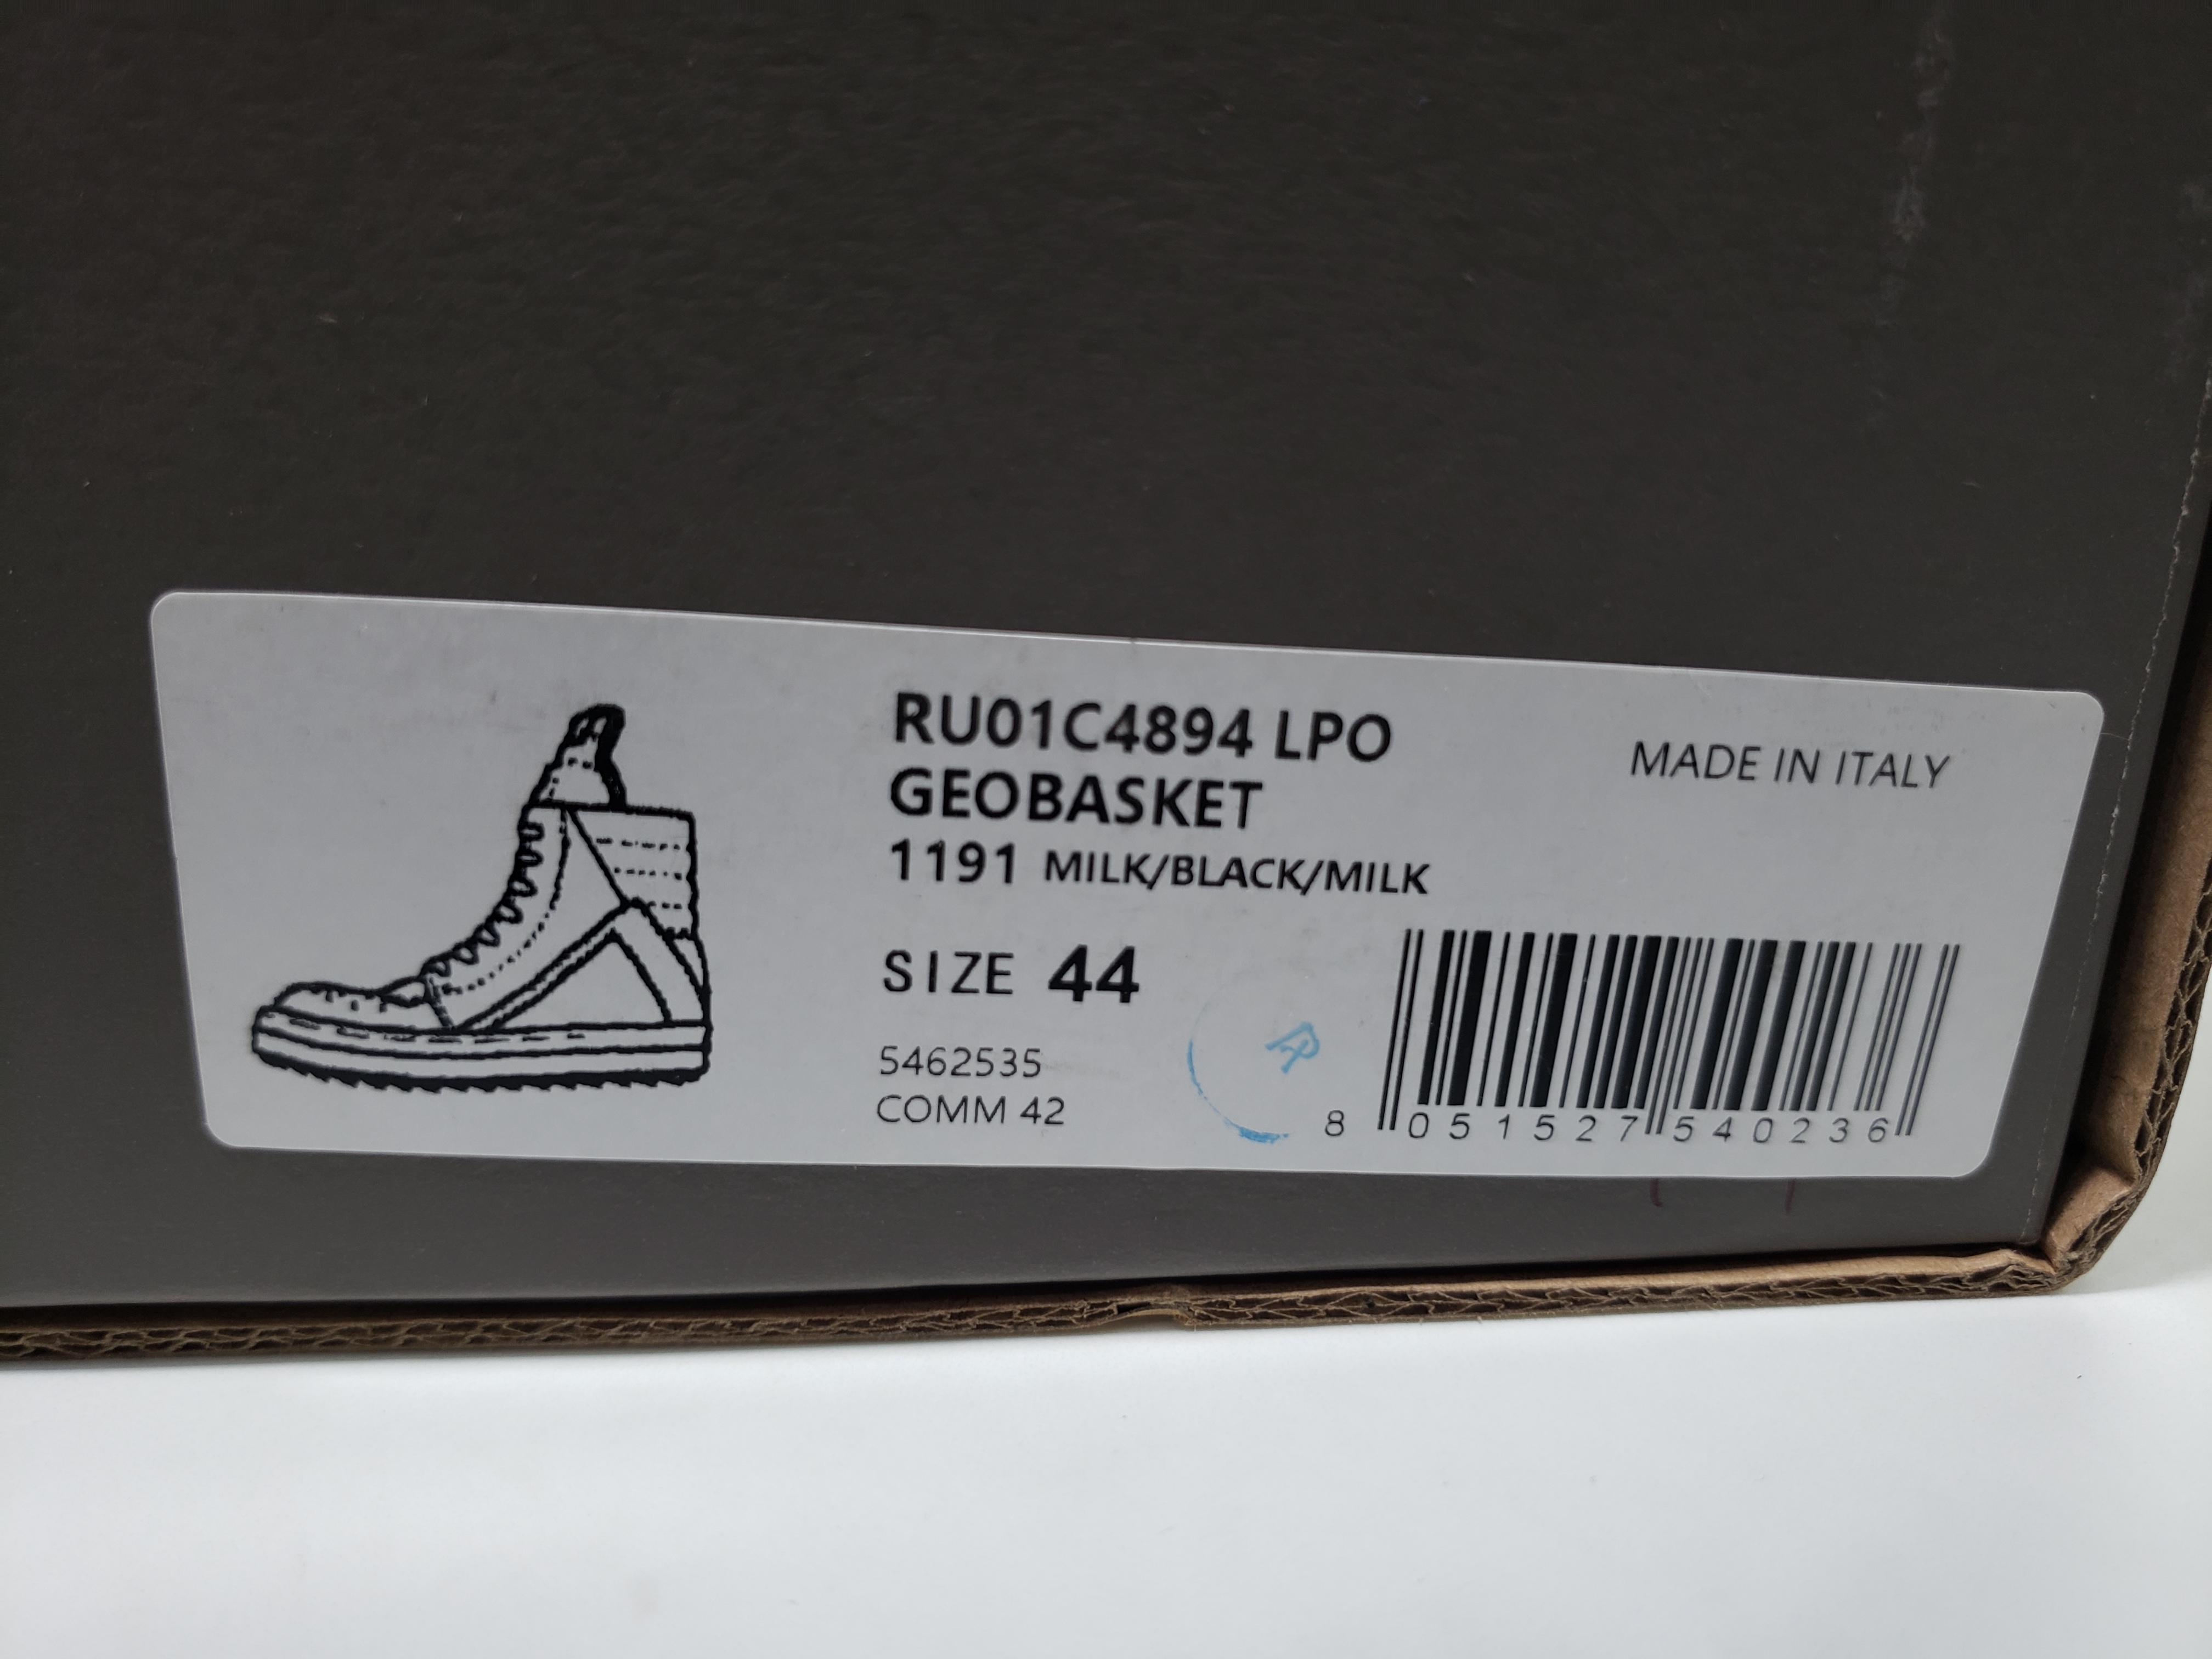 RU01C4894 LPO
GEOBASKET
1191 MILK/BLACK/MILK
MADE IN ITALY
SIZE 44
5462535
COMM 42
8 051527 540236